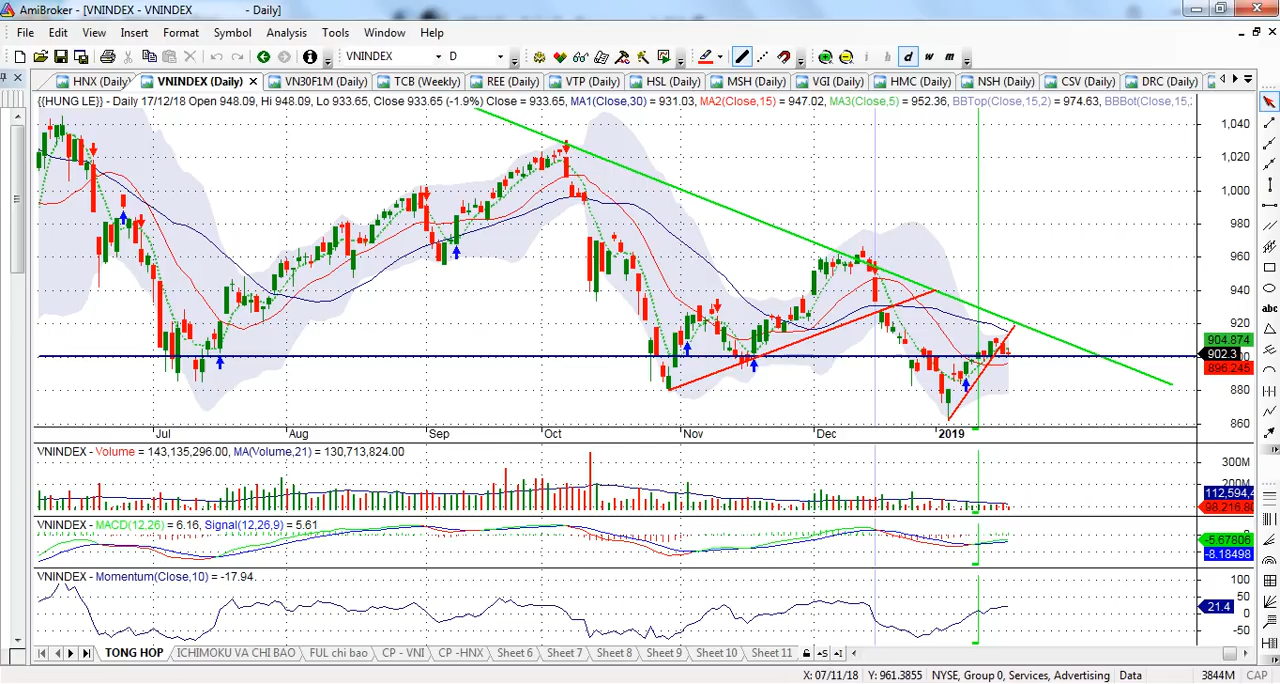 AmiBroker - [VNINDEX - VNINDEX - Daily]
File Edit View Insert Format Symbol Analysis Tools Window Help
VNINDEX D d w m
HNX (Daily) VNINDEX (Daily) VN30F1M (Daily) TCB (Weekly) REE (Daily) VTP (Daily) HSL (Daily) MSH (Daily) VGI (Daily) HMC (Daily) NSH (Daily) CSV (Daily) DRC (Daily)
{{HUNG LE}} - Daily 17/12/18 Open 948.09, Hi 948.09, Lo 933.65, Close 933.65 (-1.9%) Close = 933.65, MA1(Close,30) = 931.03, MA2(Close,15) = 947.02, MA3(Close,5) = 952.36, BBTop(Close,15,2) = 974.63, BBBot(Close,15,
1,040
1,020
1,000
980
960
940
920
904.874
902.3
896.245
880
860
Jul Aug Sep Oct Nov Dec 2019
VNINDEX - Volume = 143,135,296.00, MA(Volume,21) = 130,713,824.00
300M
200M
112,594,4
98,216,80
VNINDEX - MACD(12,26) = 6.16, Signal(12,26,9) = 5.61
0
-5.67806
-8.18498
VNINDEX - Momentum(Close,10) = -17.94
100
50
21.4
0
-50
TONG HOP ICHIMOKU VA CHI BAO FUL chi bao CP - VNI CP -HNX Sheet 6 Sheet 7 Sheet 8 Sheet 9 Sheet 10 Sheet 11
X: 07/11/18 Y: 961.3855 NYSE, Group 0, Services, Advertising Data 3844M CAP
abc